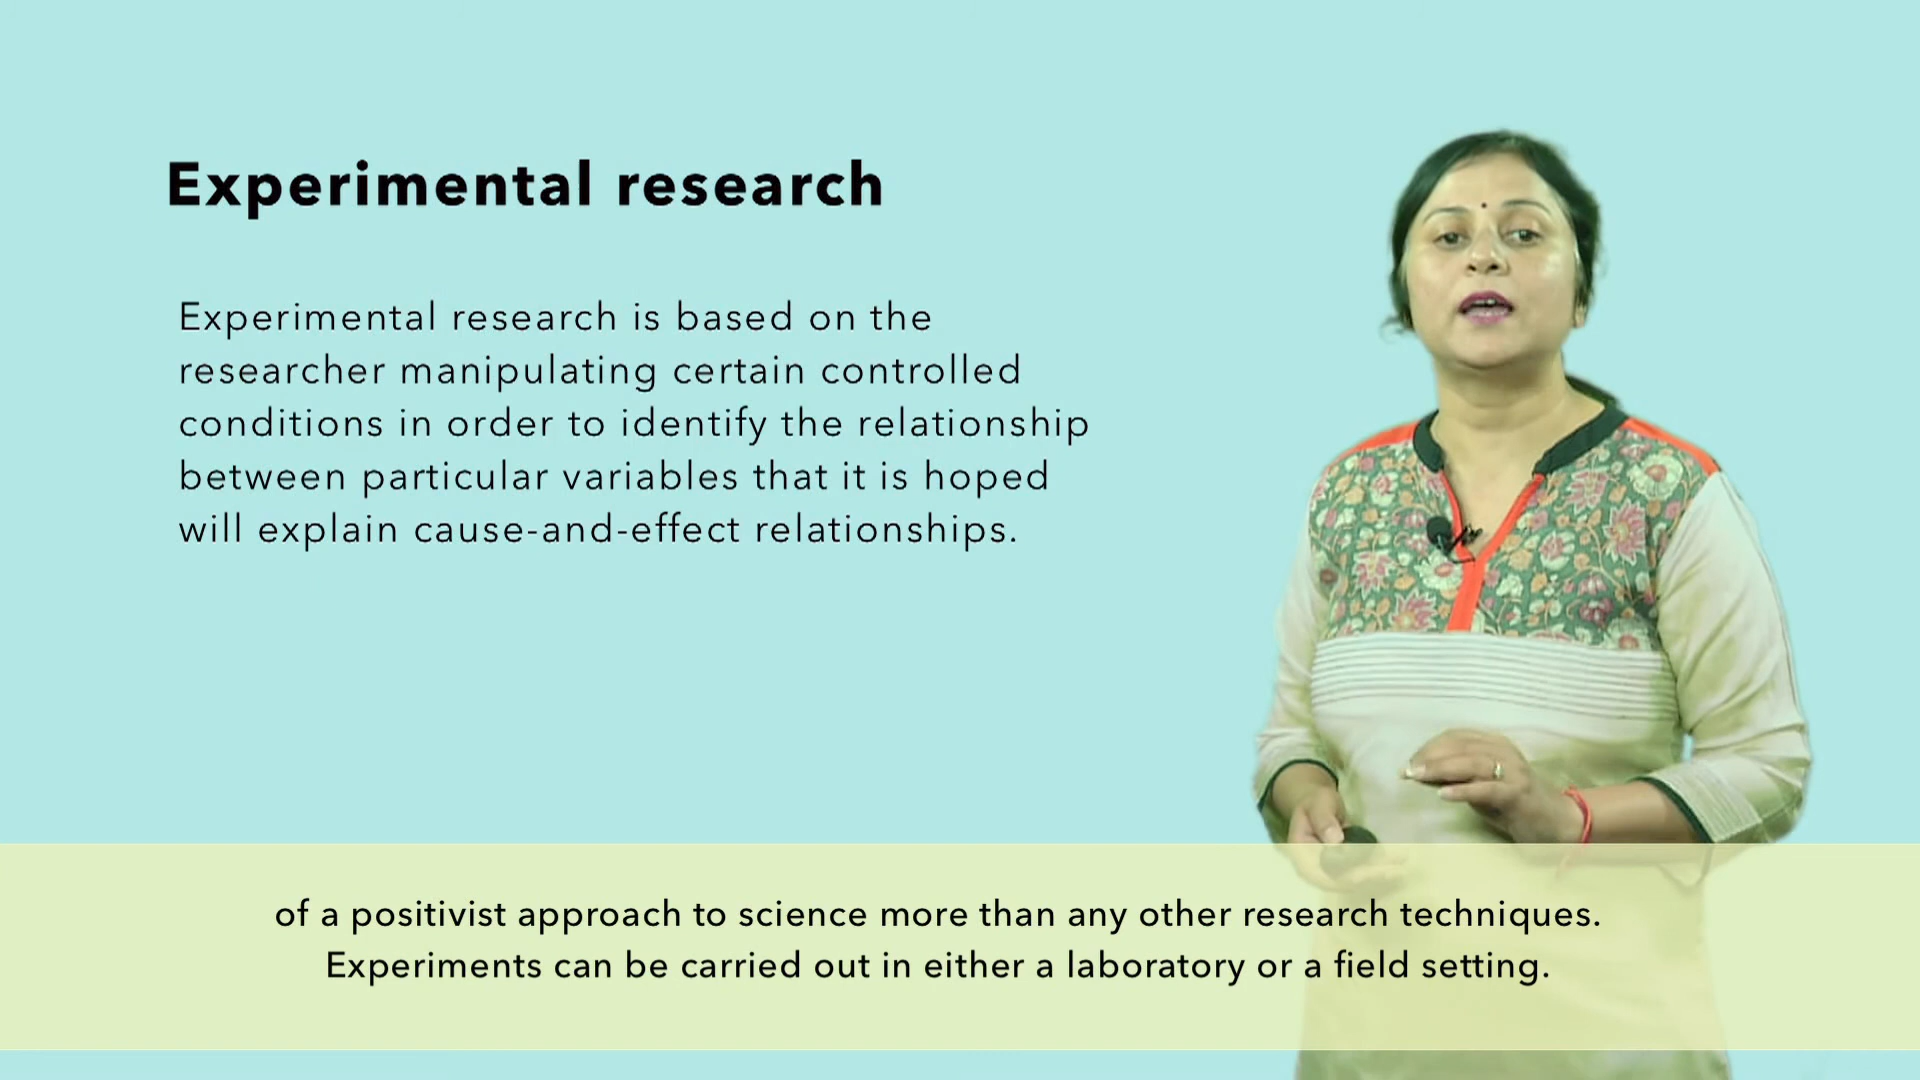 Experimental research
Experimental research is based on the
researcher manipulating certain controlled
conditions in order to identify the relationship
between particular variables that it is hoped
will explain cause-and-effect relationships.
of a positivist approach to science more than any other research techniques.
Experiments can be carried out in either a laboratory or a field setting.